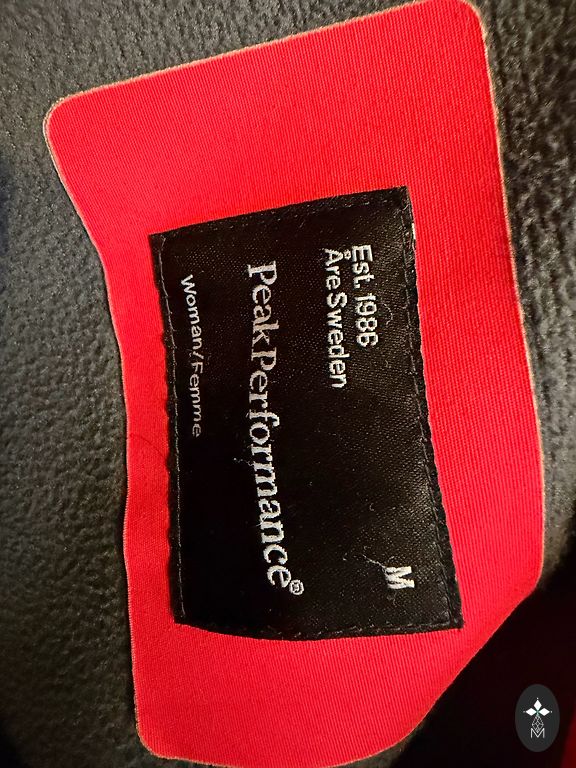 Est. 1986
Åre Sweden
M
PeakPerformance®
Woman/Femme
M